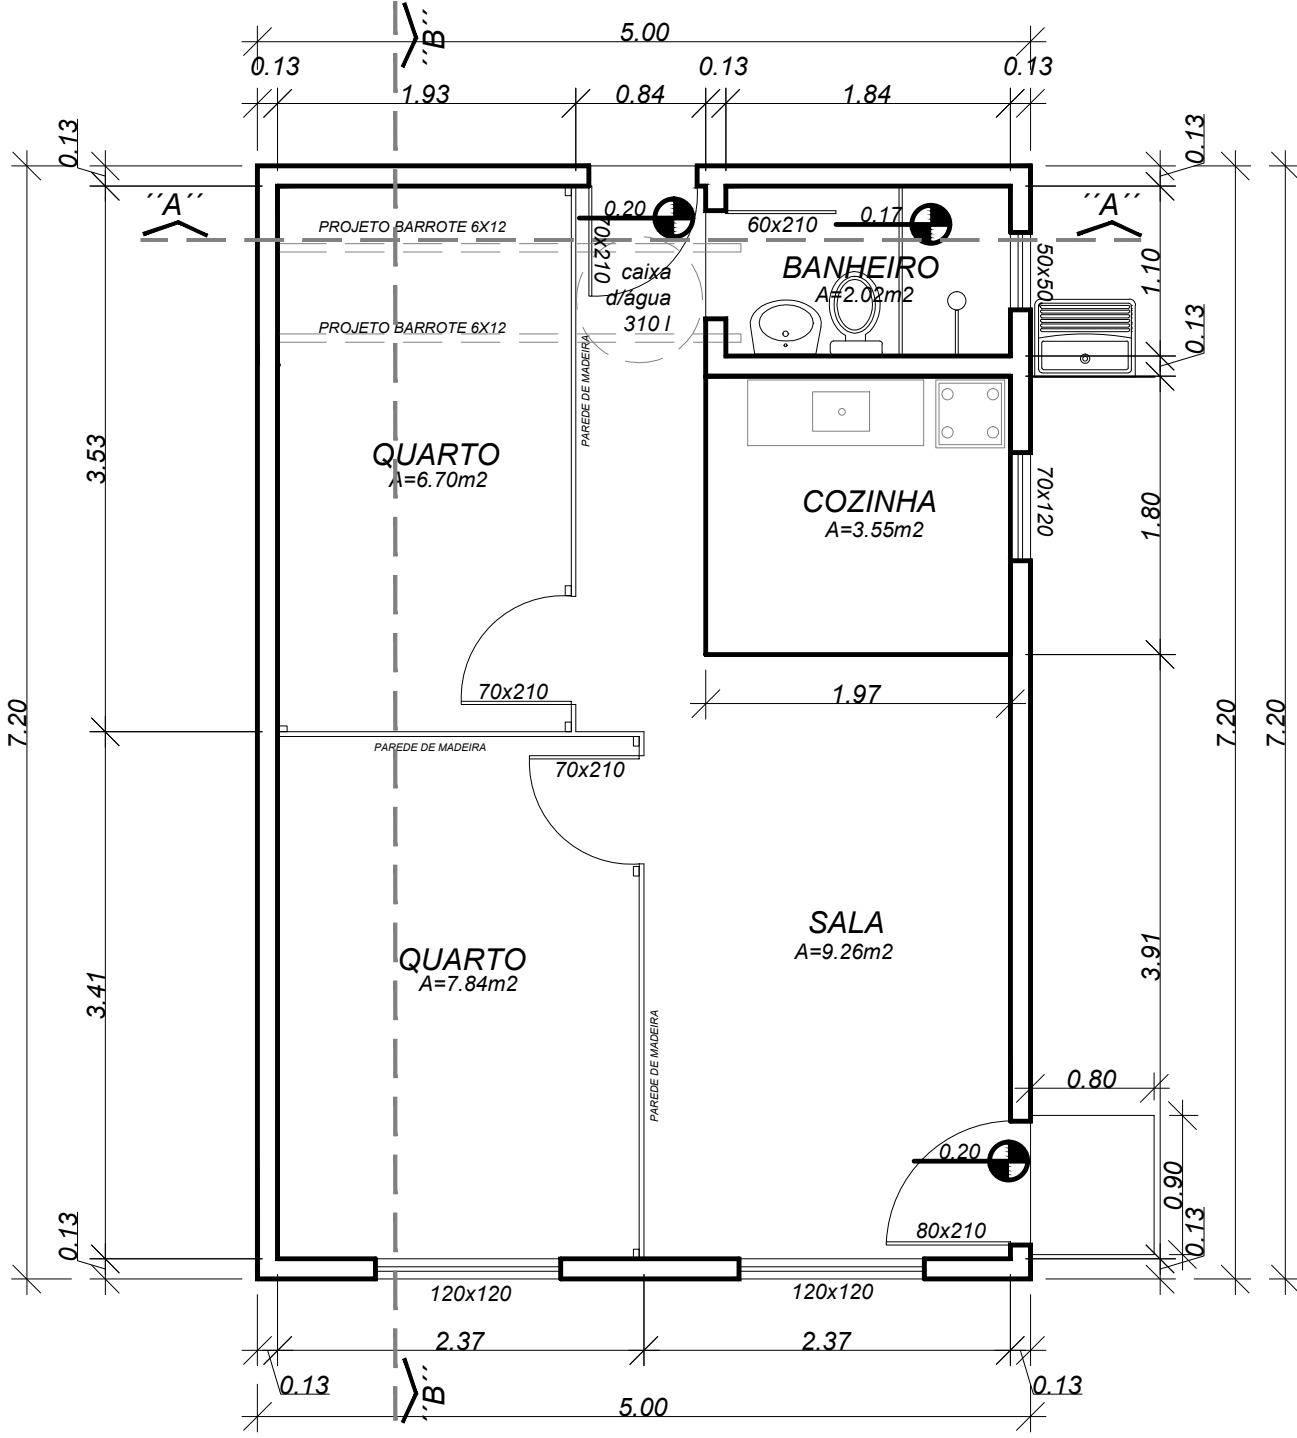 "B"
5.00
0.13
0.13
0.13
1.93
0.84
1.84
0.13
0.13
´´A´´
´´A´´
PROJETO BARROTE 6X12
0.20
70x210
60x210
0.17
50x50
1.10
caixa
d/água
310 l
BANHEIRO
A=2.02m2
PROJETO BARROTE 6X12
0.13
PAREDE DE MADEIRA
3.53
QUARTO
A=6.70m2
COZINHA
A=3.55m2
70x120
1.80
70x210
1.97
7.20
7.20
7.20
PAREDE DE MADEIRA
70x210
SALA
A=9.26m2
QUARTO
A=7.84m2
3.41
3.91
PAREDE DE MADEIRA
0.80
0.20
0.90
0.13
0.13
80x210
120x120
120x120
2.37
2.37
0.13
0.13
"B"
5.00